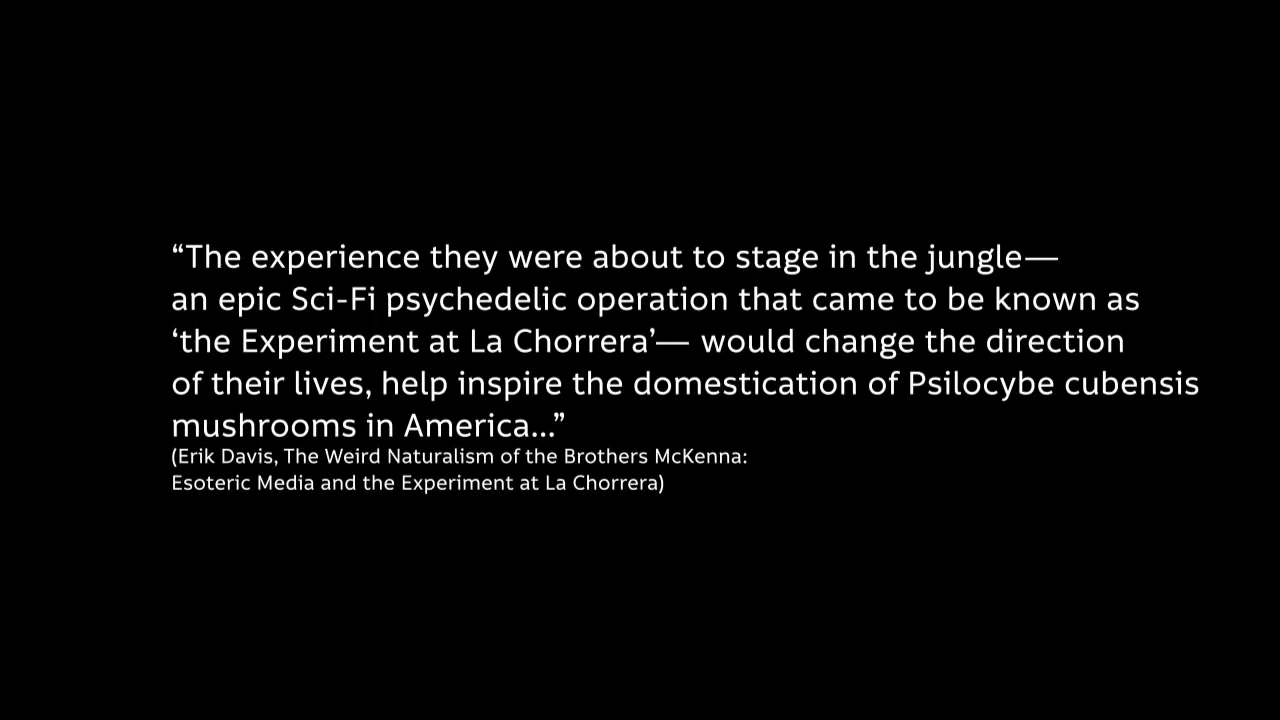 “The experience they were about to stage in the jungle—
an epic Sci-Fi psychedelic operation that came to be known as
‘the Experiment at La Chorrera’— would change the direction
of their lives, help inspire the domestication of Psilocybe cubensis
mushrooms in America...”
(Erik Davis, The Weird Naturalism of the Brothers McKenna:
Esoteric Media and the Experiment at La Chorrera)